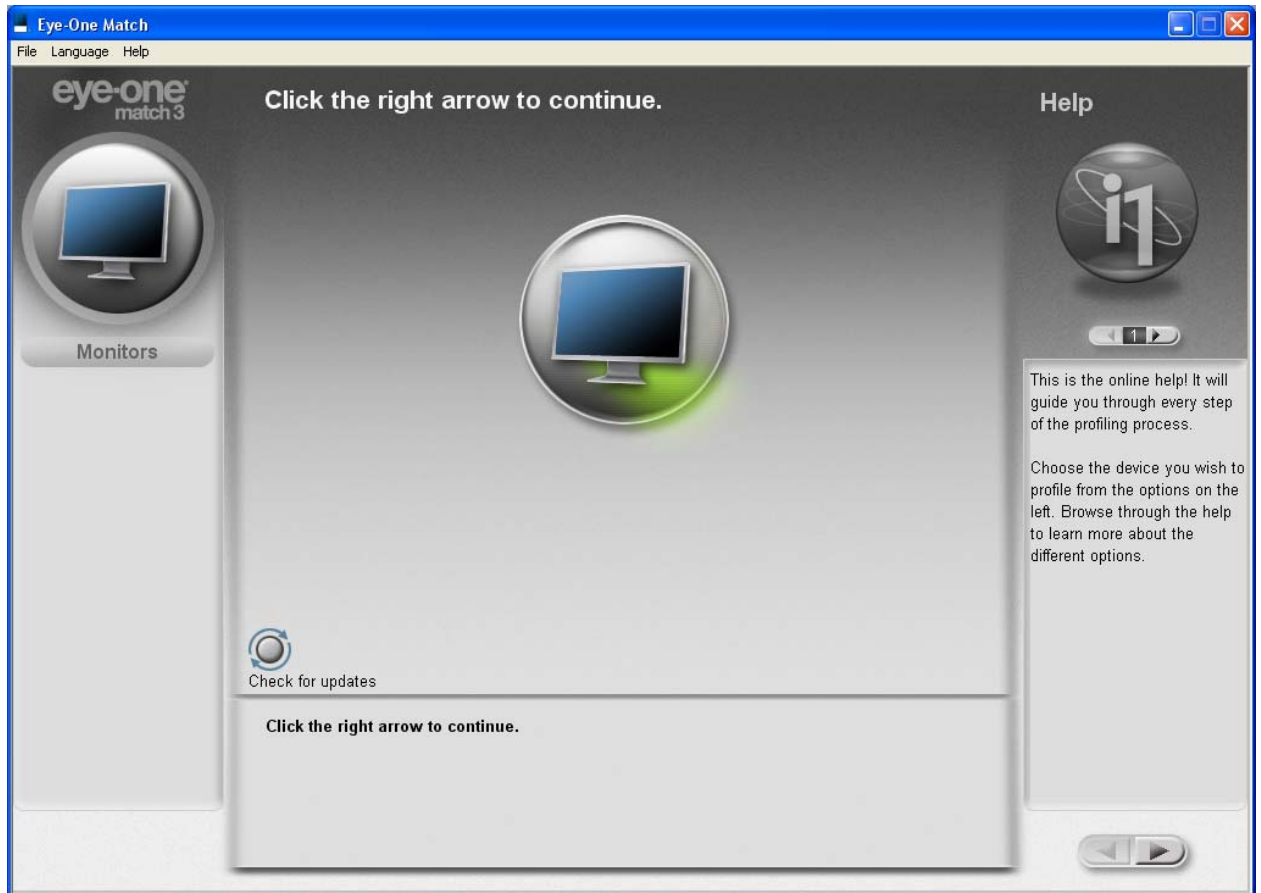 Eye-One Match
File Language Help
eye-one
match 3
Click the right arrow to continue.
Help
i1
1
Monitors
This is the online help! It will
guide you through every step
of the profiling process.
Choose the device you wish to
profile from the options on the
left. Browse through the help
to learn more about the
different options.
Check for updates
Click the right arrow to continue.